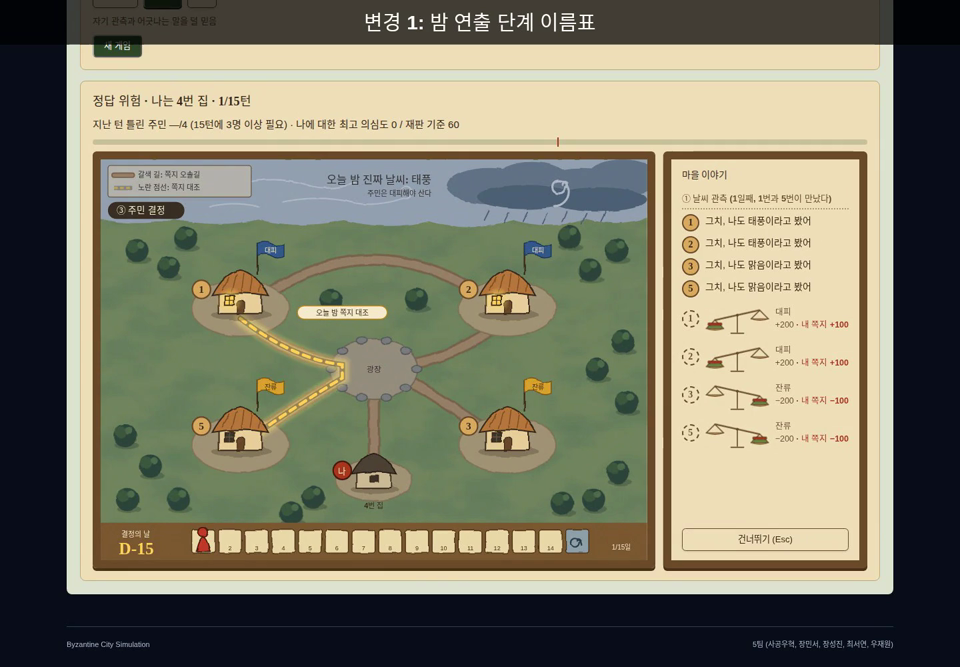 변경 1: 밤 연출 단계 이름표
자기 관측과 어긋나는 말을 덜 믿음
새 게임
정답 위험 · 나는 4번 집 · 1/15턴
지난 턴 틀린 주민 —/4 (15턴에 3명 이상 필요) · 나에 대한 최고 의심도 0 / 재판 기준 60
갈색 길: 쪽지 오솔길
노란 점선: 쪽지 대조
③ 주민 결정
오늘 밤 진짜 날씨: 태풍
주민은 대피해야 산다
대피
대피
1
2
오늘 밤 쪽지 대조
광장
잔류
잔류
5
3
나
4번 집
결정의 날
D-15
2 3 4 5 6 7 8 9 10 11 12 13 14
1/15일
마을 이야기
① 날씨 관측 (1일째, 1번과 5번이 만났다)
1 그치, 나도 태풍이라고 봤어
2 그치, 나도 태풍이라고 봤어
3 그치, 나도 맑음이라고 봤어
5 그치, 나도 맑음이라고 봤어
1 대피
+200 · 내 쪽지 +100
2 대피
+200 · 내 쪽지 +100
3 잔류
−200 · 내 쪽지 −100
5 잔류
−200 · 내 쪽지 −100
건너뛰기 (Esc)
Byzantine City Simulation
5팀 (사공우혁, 장민서, 장성진, 최서연, 우재원)